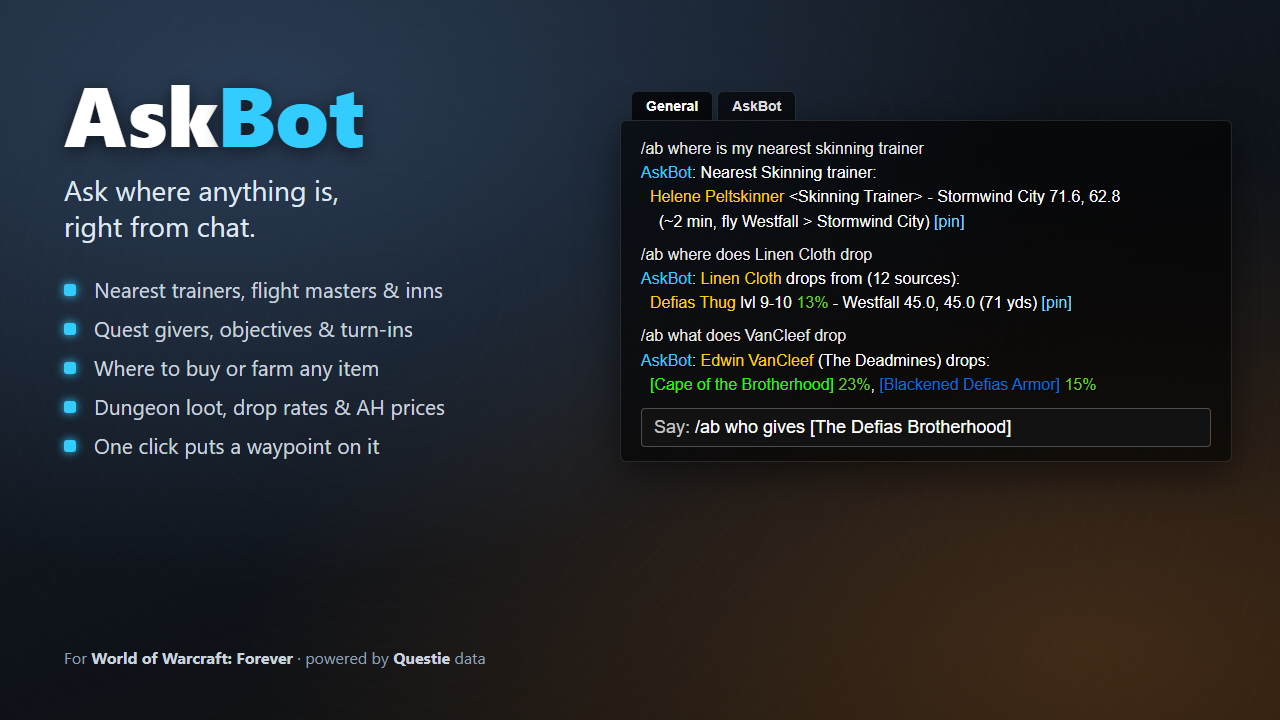 AskBot
Ask where anything is,
right from chat.
Nearest trainers, flight masters & inns
Quest givers, objectives & turn-ins
Where to buy or farm any item
Dungeon loot, drop rates & AH prices
One click puts a waypoint on it
For World of Warcraft: Forever · powered by Questie data
General
AskBot
/ab where is my nearest skinning trainer
AskBot: Nearest Skinning trainer:
Helene Peltskinner <Skinning Trainer> - Stormwind City 71.6, 62.8
(~2 min, fly Westfall > Stormwind City) [pin]
/ab where does Linen Cloth drop
AskBot: Linen Cloth drops from (12 sources):
Defias Thug lvl 9-10 13% - Westfall 45.0, 45.0 (71 yds) [pin]
/ab what does VanCleef drop
AskBot: Edwin VanCleef (The Deadmines) drops:
[Cape of the Brotherhood] 23%, [Blackened Defias Armor] 15%
Say: /ab who gives [The Defias Brotherhood]